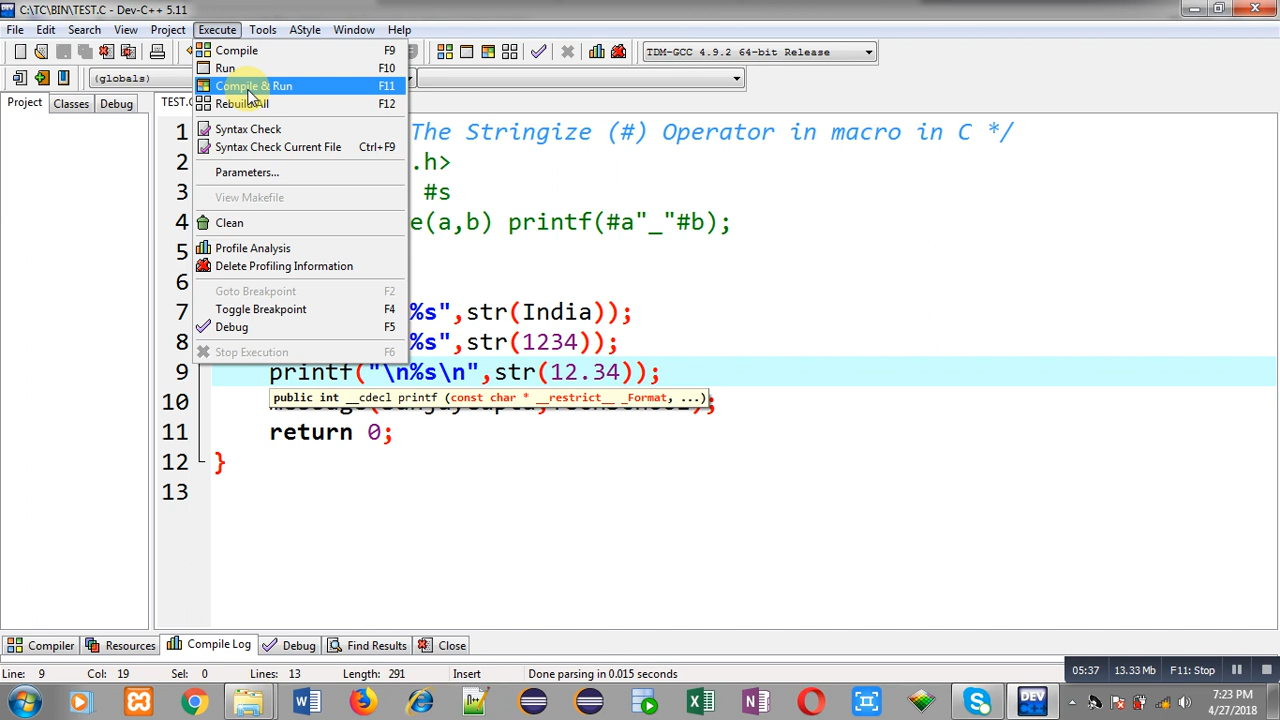 C:\TC\BIN\TEST.C - Dev-C++ 5.11
File Edit Search View Project Execute Tools AStyle Window Help
TDM-GCC 4.9.2 64-bit Release
(globals)
Project Classes Debug TEST.C
Compile F9
Run F10
Compile & Run F11
Rebuild All F12
Syntax Check
Syntax Check Current File Ctrl+F9
Parameters...
View Makefile
Clean
Profile Analysis
Delete Profiling Information
Goto Breakpoint F2
Toggle Breakpoint F4
Debug F5
Stop Execution F6
1 The Stringize (#) Operator in macro in C */
2 .h>
3 #s
4 e(a,b) printf(#a"_"#b);
5
6
7 %s",str(India));
8 %s",str(1234));
9 printf("\n%s\n",str(12.34));
public int __cdecl printf (const char * __restrict__ _Format, ...)
10 );
11 return 0;
12 }
13
Compiler Resources Compile Log Debug Find Results Close
Line: 9 Col: 19 Sel: 0 Lines: 13 Length: 291 Insert Done parsing in 0.015 seconds
05:37 13.33 Mb F11: Stop
DEV
7:23 PM
4/27/2018